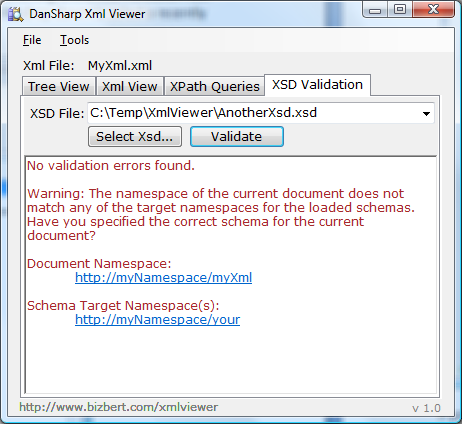 DanSharp Xml Viewer
File Tools
Xml File: MyXml.xml
Tree View Xml View XPath Queries XSD Validation
XSD File: C:\Temp\XmlViewer\AnotherXsd.xsd
Select Xsd... Validate
No validation errors found.
Warning: The namespace of the current document does not
match any of the target namespaces for the loaded schemas.
Have you specified the correct schema for the current
document?
Document Namespace:
http://myNamespace/myXml
Schema Target Namespace(s):
http://myNamespace/your
http://www.bizbert.com/xmlviewer v 1.0